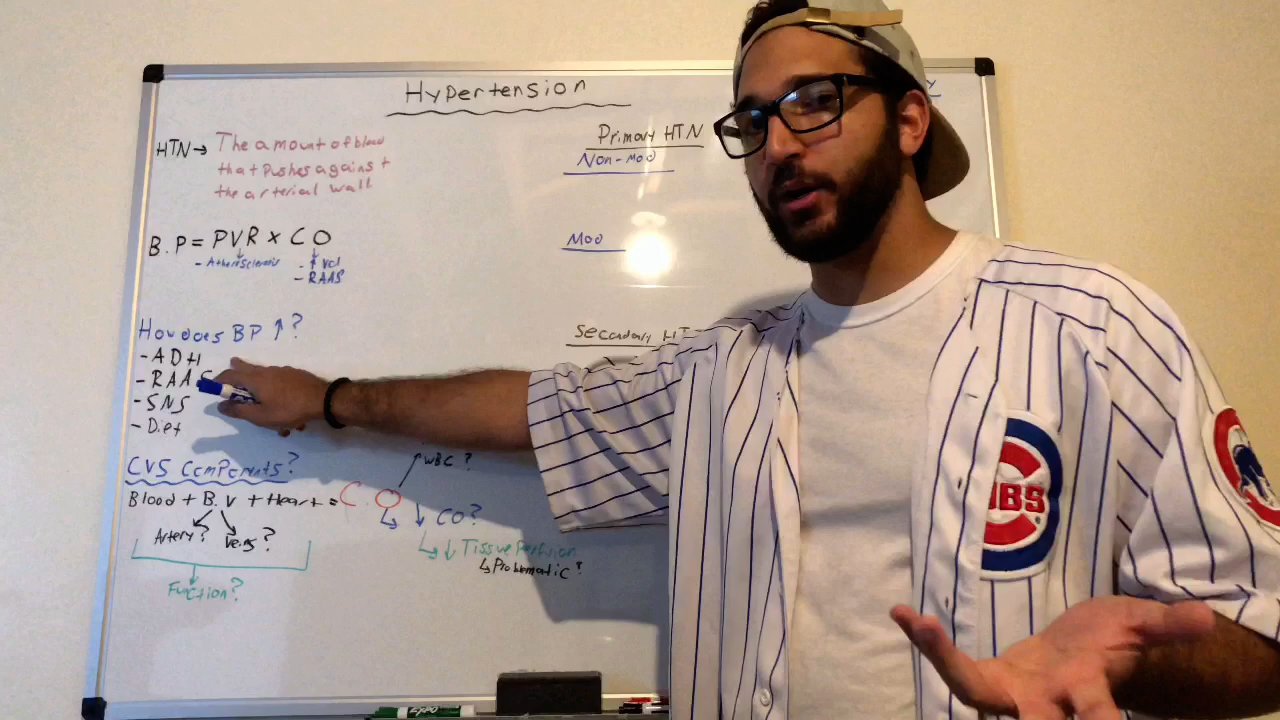 Hypertension
HTN → The amount of blood
that pushes against
the arterial wall
B.P = PVR x CO
- Atherosclerosis
- ↑ Vol
- RAAS
How does BP ↑ ?
- ADH
- RAAS
- SNS
- Diet
CVS Components?
Blood + B.V + Heart = C.O
Artery? Veins?
Function?
↑ WBC ?
↓ CO?
↳ ↓ Tissue Perfusion
↳ Problematic?
Primary HTN
Non-Mod
Mod
Secondary HT
CUBS